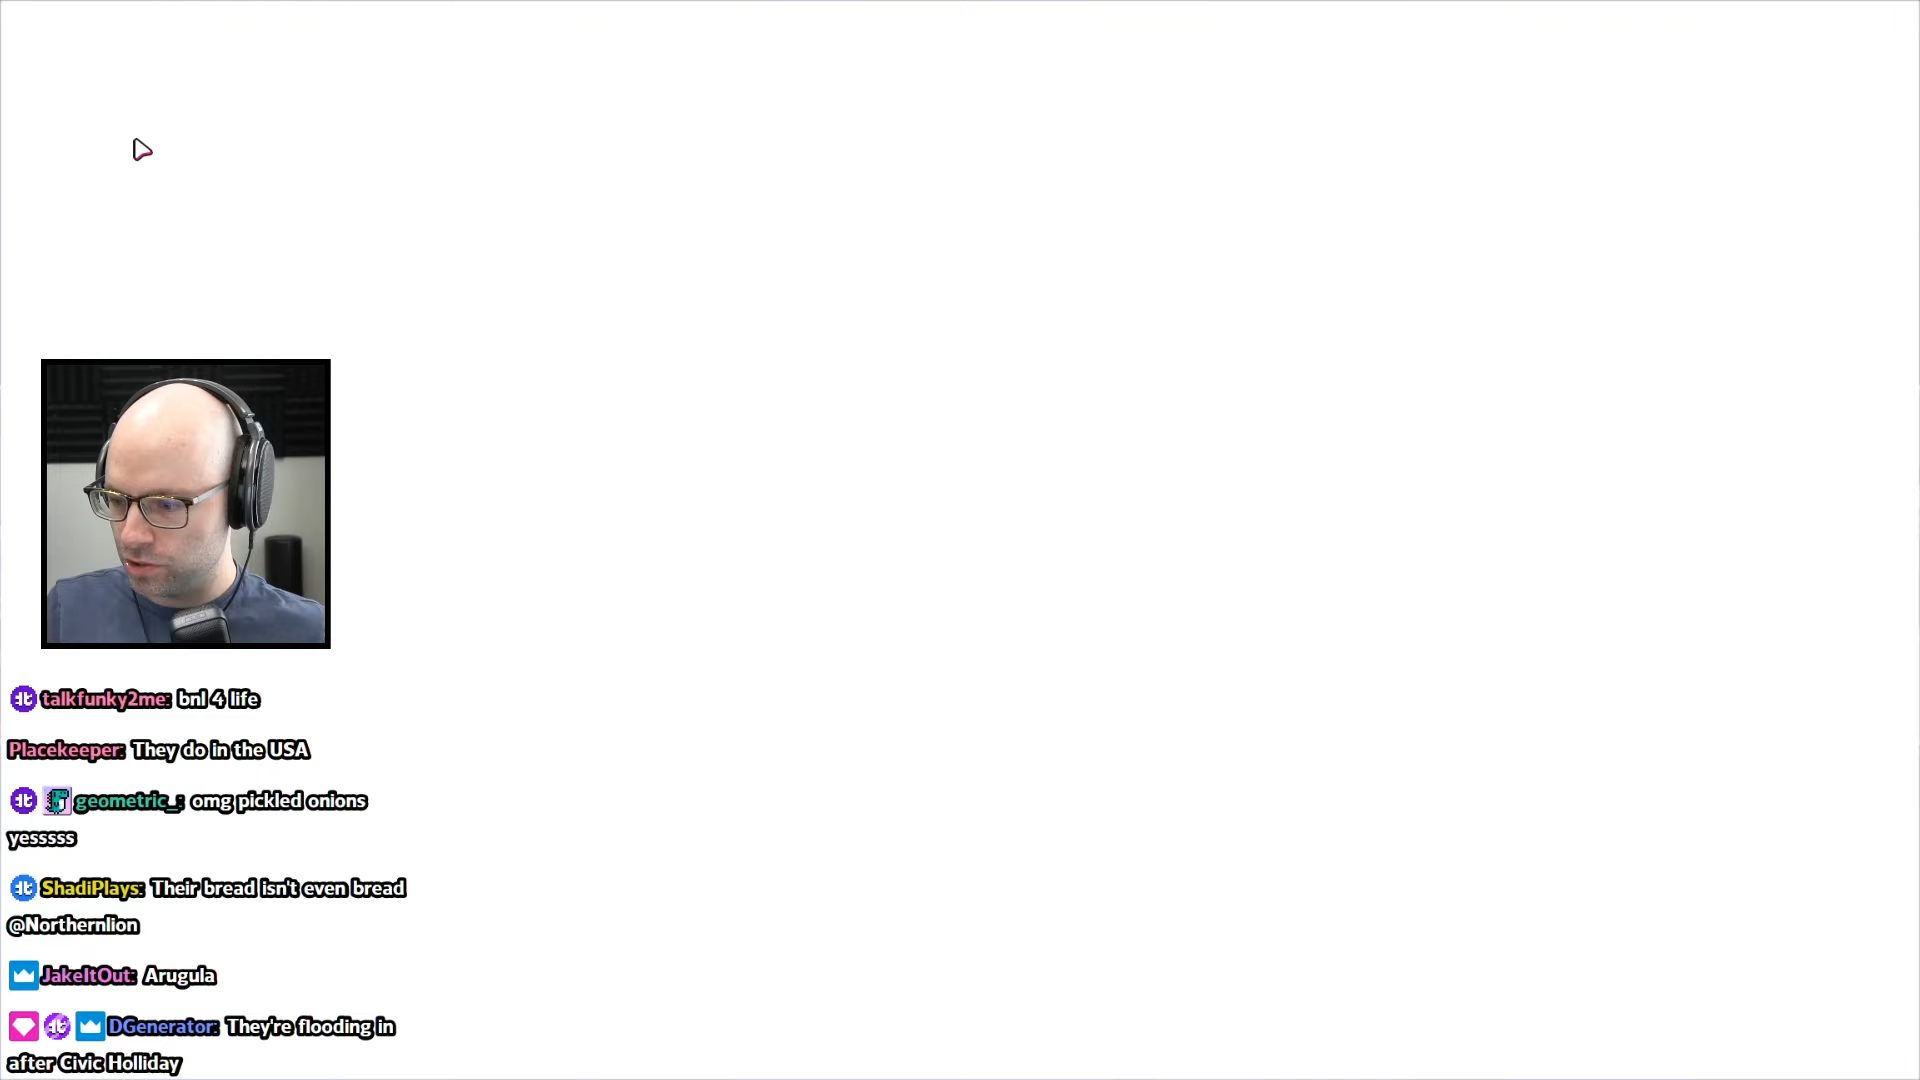 talkfunky2me: bnl 4 life
Placekeeper: They do in the USA
geometric_: omg pickled onions
yesssss
ShadiPlays: Their bread isn't even bread
@Northernlion
JakeItOut: Arugula
DGenerator: They're flooding in
after Civic Holliday